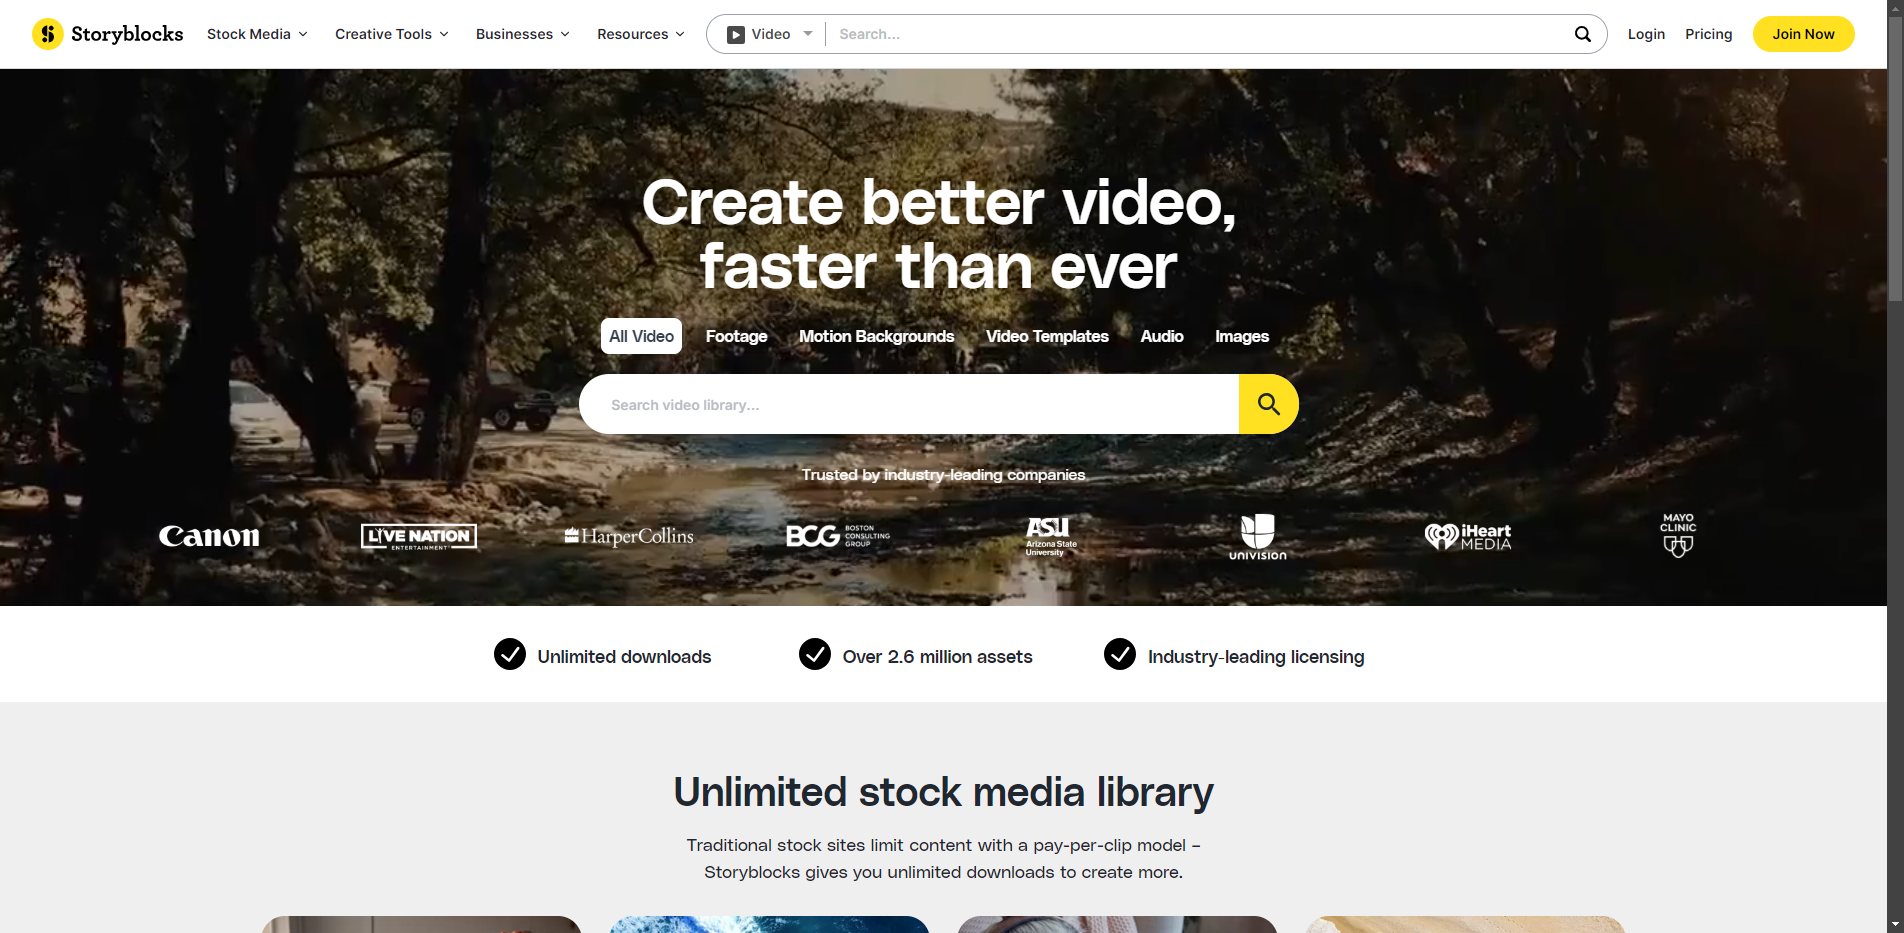 Storyblocks
Stock Media
Creative Tools
Businesses
Resources
Video
Search...
Login
Pricing
Join Now
Create better video,
faster than ever
All Video
Footage
Motion Backgrounds
Video Templates
Audio
Images
Search video library...
Trusted by industry-leading companies
Canon
LIVE NATION
ENTERTAINMENT
HarperCollins
BCG
BOSTON
CONSULTING
GROUP
ASU
Arizona State
University
UNIVISION
iHeart
MEDIA
MAYO
CLINIC
Unlimited downloads
Over 2.6 million assets
Industry-leading licensing
Unlimited stock media library
Traditional stock sites limit content with a pay-per-clip model –
Storyblocks gives you unlimited downloads to create more.